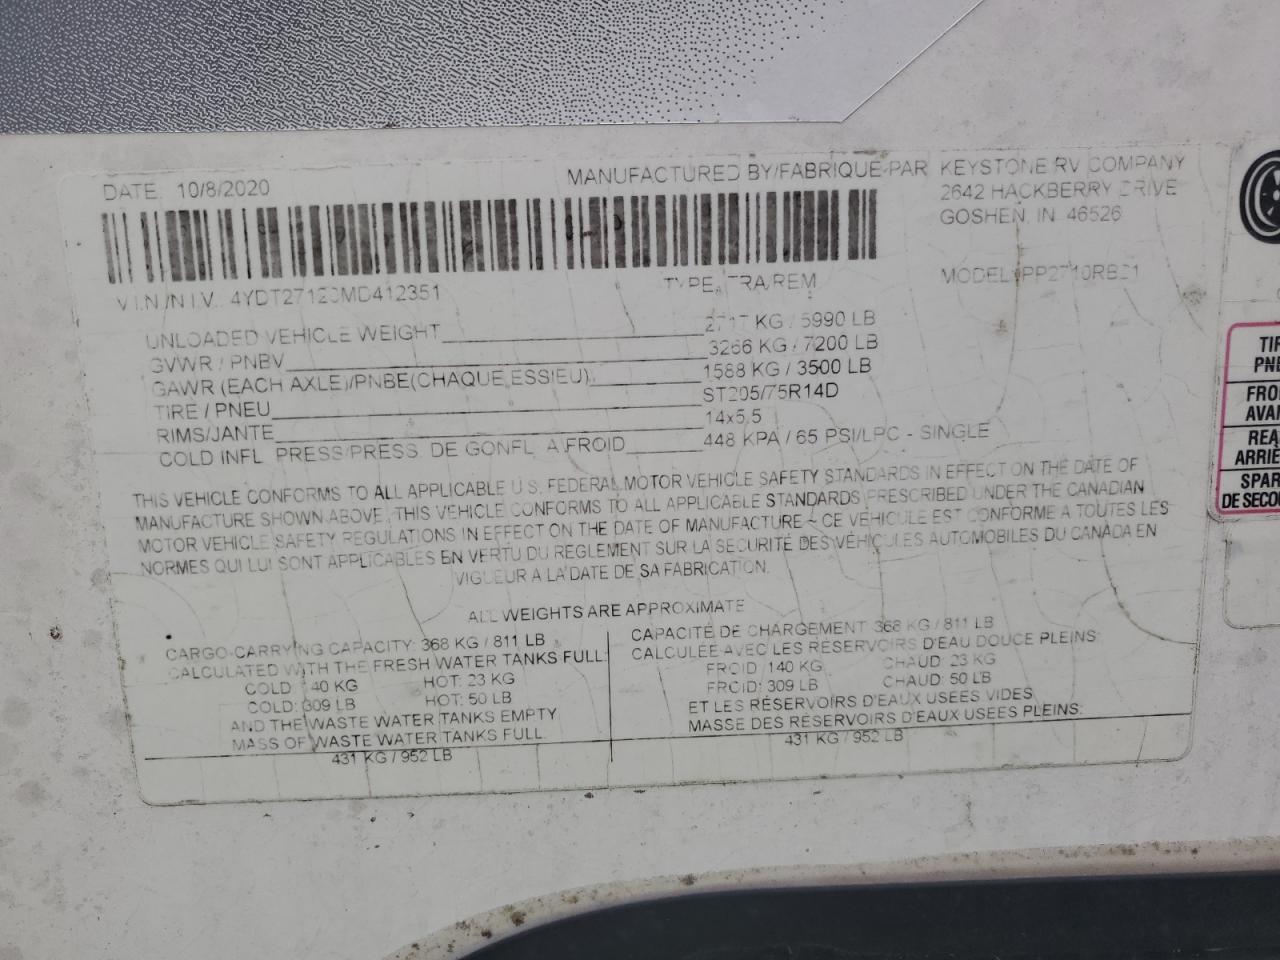 DATE: 10/8/2020
MANUFACTURED BY/FABRIQUE PAR KEYSTONE RV COMPANY
2642 HACKBERRY DRIVE
GOSHEN, IN 46526
V.I.N./N.I.V.:
TYPE: TRA/REM
UNLOADED VEHICLE WEIGHT 2717 KG / 5990 LB
GVWR / PNBV 3266 KG / 7200 LB
GAWR (EACH AXLE)/PNBE(CHAQUE ESSIEU) 1588 KG / 3500 LB
TIRE / PNEU ST205/75R14D
RIMS/JANTE 14x5.5
COLD INFL. PRESS/PRESS. DE GONFL. A FROID 448 KPA / 65 PSI/LPC - SINGLE
THIS VEHICLE CONFORMS TO ALL APPLICABLE U.S. FEDERAL MOTOR VEHICLE SAFETY STANDARDS IN EFFECT ON THE DATE OF
MANUFACTURE SHOWN ABOVE. THIS VEHICLE CONFORMS TO ALL APPLICABLE STANDARDS PRESCRIBED UNDER THE CANADIAN
MOTOR VEHICLE SAFETY REGULATIONS IN EFFECT ON THE DATE OF MANUFACTURE - CE VÉHICULE EST CONFORME A TOUTES LES
NORMES QUI LUI SONT APPLICABLES EN VERTU DU RÈGLEMENT SUR LA SÉCURITÉ DES VÉHICULES AUTOMOBILES DU CANADA EN
VIGUEUR A LA DATE DE SA FABRICATION.
ALL WEIGHTS ARE APPROXIMATE
CARGO-CARRYING CAPACITY: 368 KG / 811 LB
CALCULATED WITH THE FRESH WATER TANKS FULL:
COLD: 140 KG HOT: 23 KG
COLD: 309 LB HOT: 50 LB
AND THE WASTE WATER TANKS EMPTY
MASS OF WASTE WATER TANKS FULL
431 KG / 952 LB
CAPACITÉ DE CHARGEMENT 368 KG / 811 LB
CALCULÉE AVEC LES RÉSERVOIRS D'EAU DOUCE PLEINS:
FROID: 140 KG CHAUD: 23 KG
FROID: 309 LB CHAUD: 50 LB
ET LES RÉSERVOIRS D'EAUX USÉES VIDES
MASSE DES RÉSERVOIRS D'EAUX USÉES PLEINS:
431 KG / 952 LB